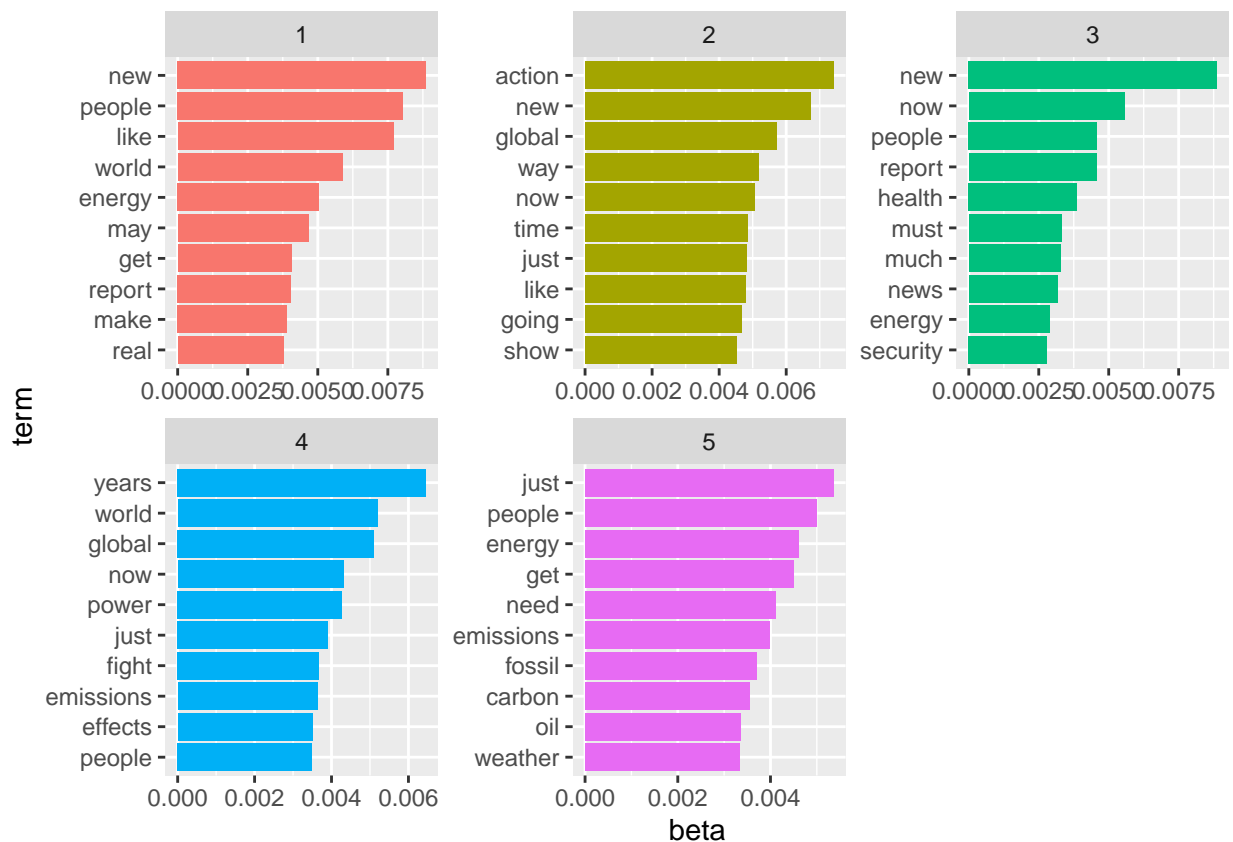 1
new
people
like
world
energy
may
get
report
make
real
0.0000 0.0025 0.0050 0.0075
2
action
new
global
way
now
time
just
like
going
show
0.000 0.002 0.004 0.006
3
new
now
people
report
health
must
much
news
energy
security
0.0000 0.0025 0.0050 0.0075
term
4
years
world
global
now
power
just
fight
emissions
effects
people
0.000 0.002 0.004 0.006
5
just
people
energy
get
need
emissions
fossil
carbon
oil
weather
0.000 0.002 0.004
beta